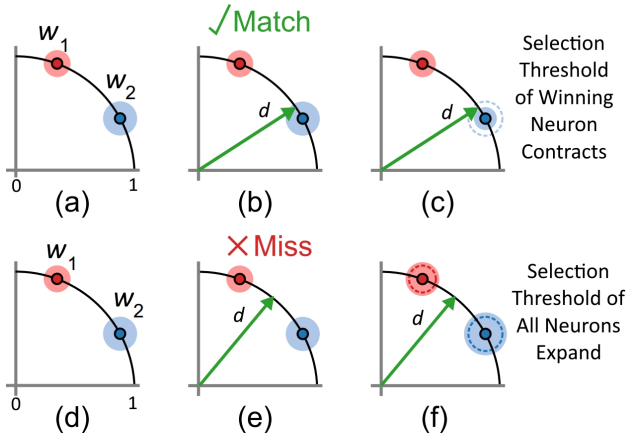 ✓Match
w1
w2
d
d
0
1
(a)
(b)
(c)
Selection
Threshold
of Winning
Neuron
Contracts
×Miss
w1
w2
d
d
0
1
(d)
(e)
(f)
Selection
Threshold of
All Neurons
Expand